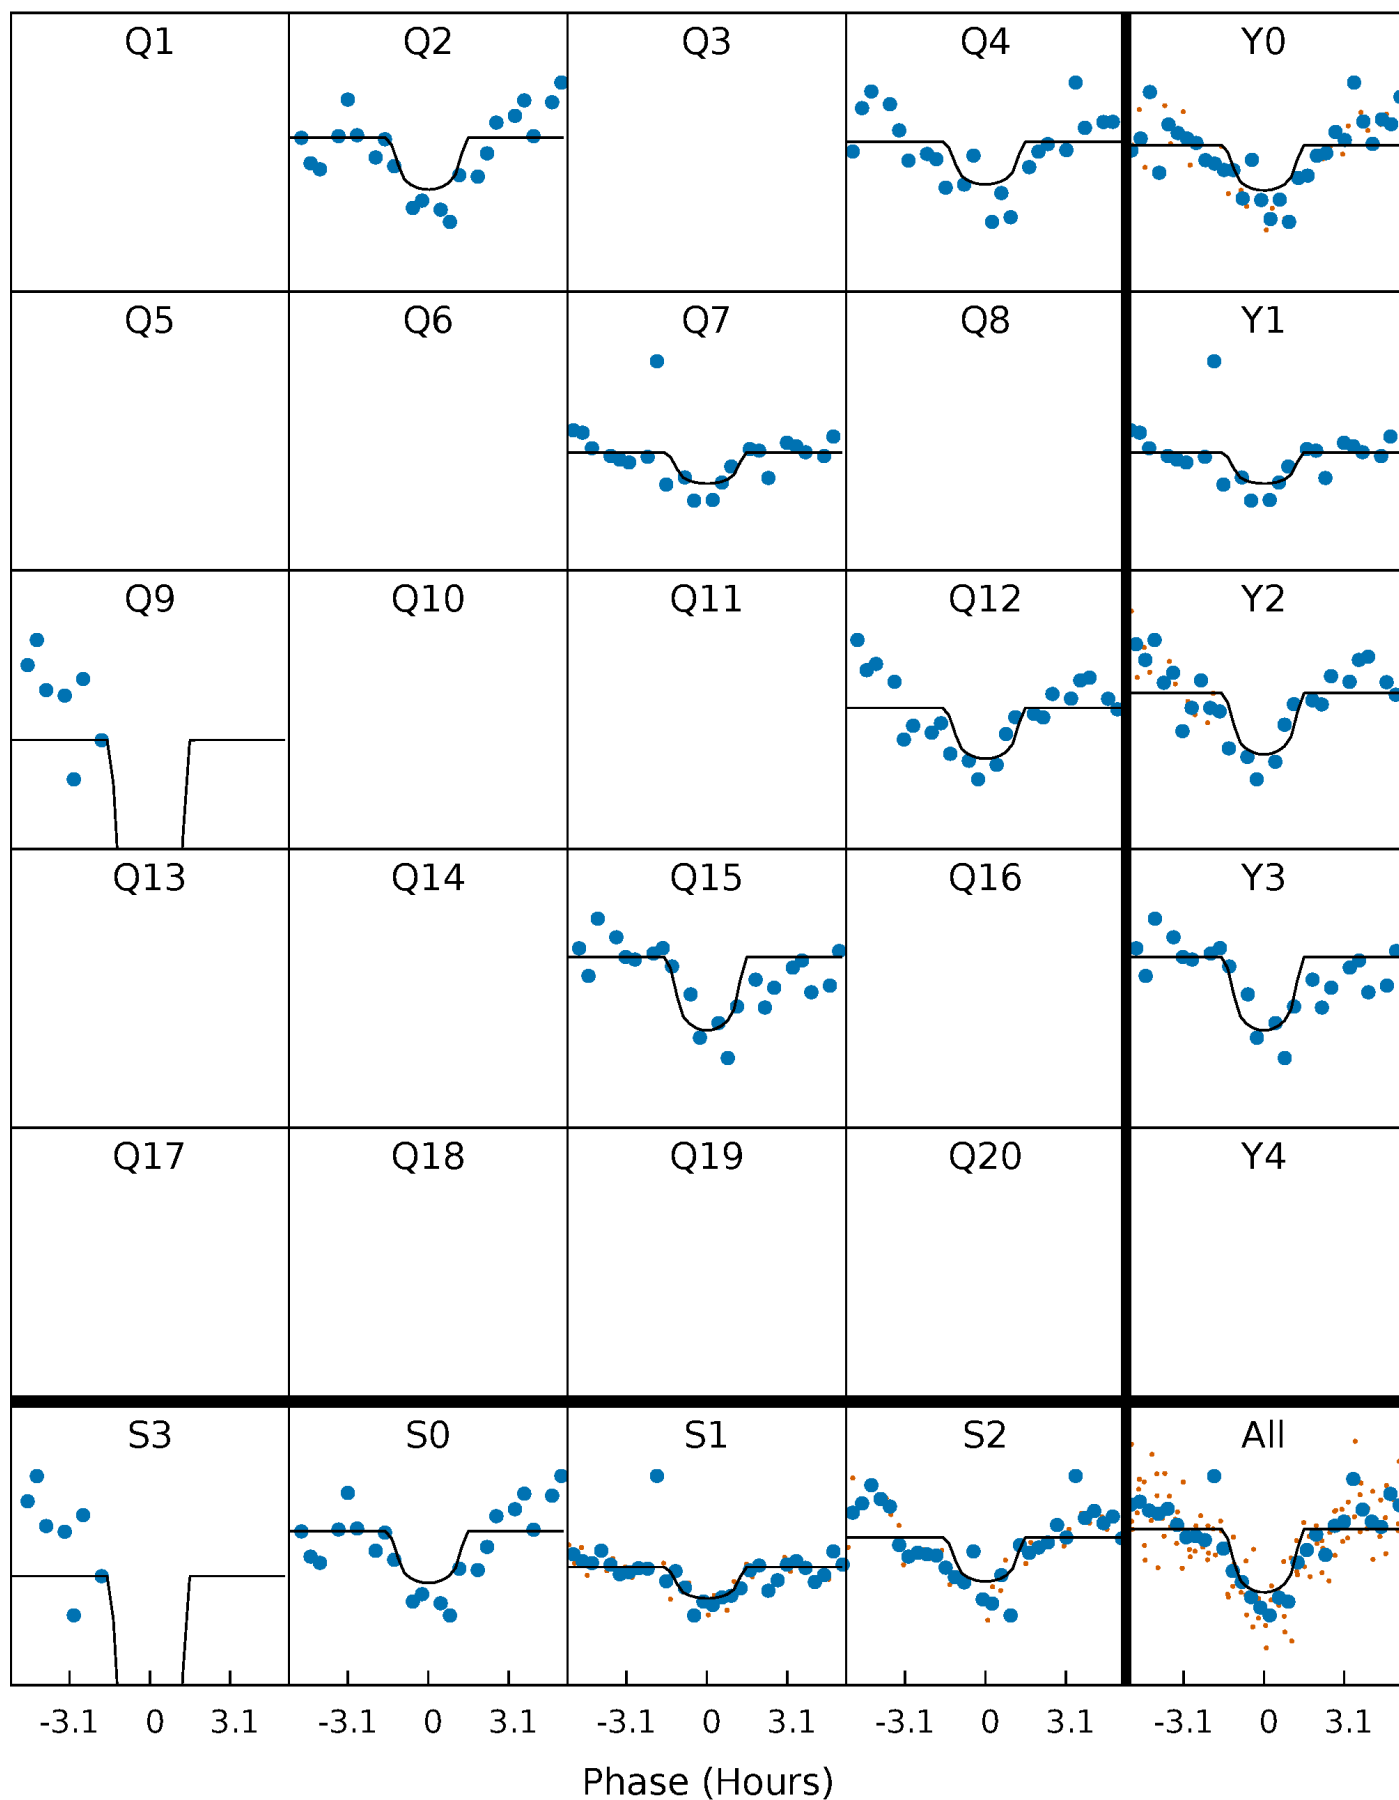 Q1 Q2 Q3 Q4 Y0
Q5 Q6 Q7 Q8 Y1
Q9 Q10 Q11 Q12 Y2
Q13 Q14 Q15 Q16 Y3
Q17 Q18 Q19 Q20 Y4
S3 S0 S1 S2 All
-3.1 0 3.1 -3.1 0 3.1 -3.1 0 3.1 -3.1 0 3.1 -3.1 0 3.1
Phase (Hours)